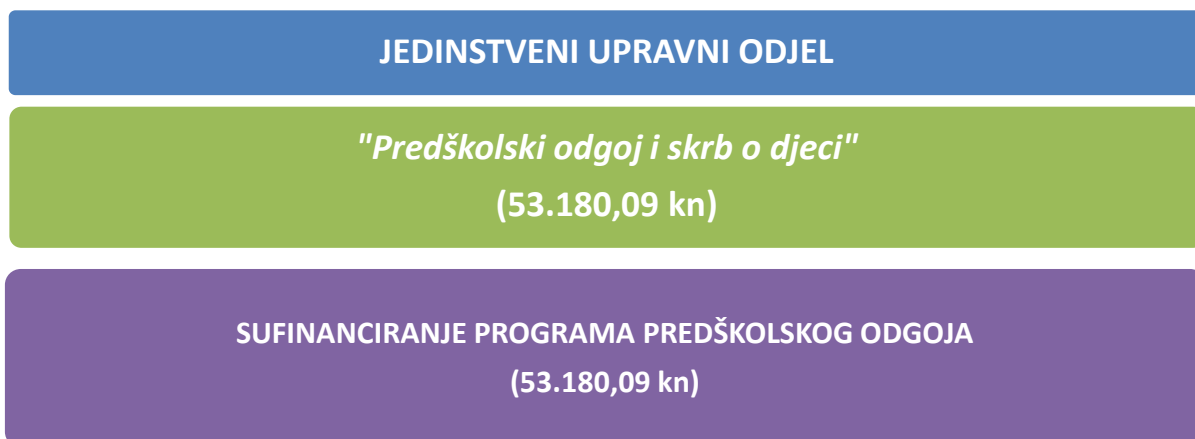 JEDINSTVENI UPRAVNI ODJEL
"Predškolski odgoj i skrb o djeci"
(53.180,09 kn)
SUFINANCIRANJE PROGRAMA PREDŠKOLSKOG ODGOJA
(53.180,09 kn)